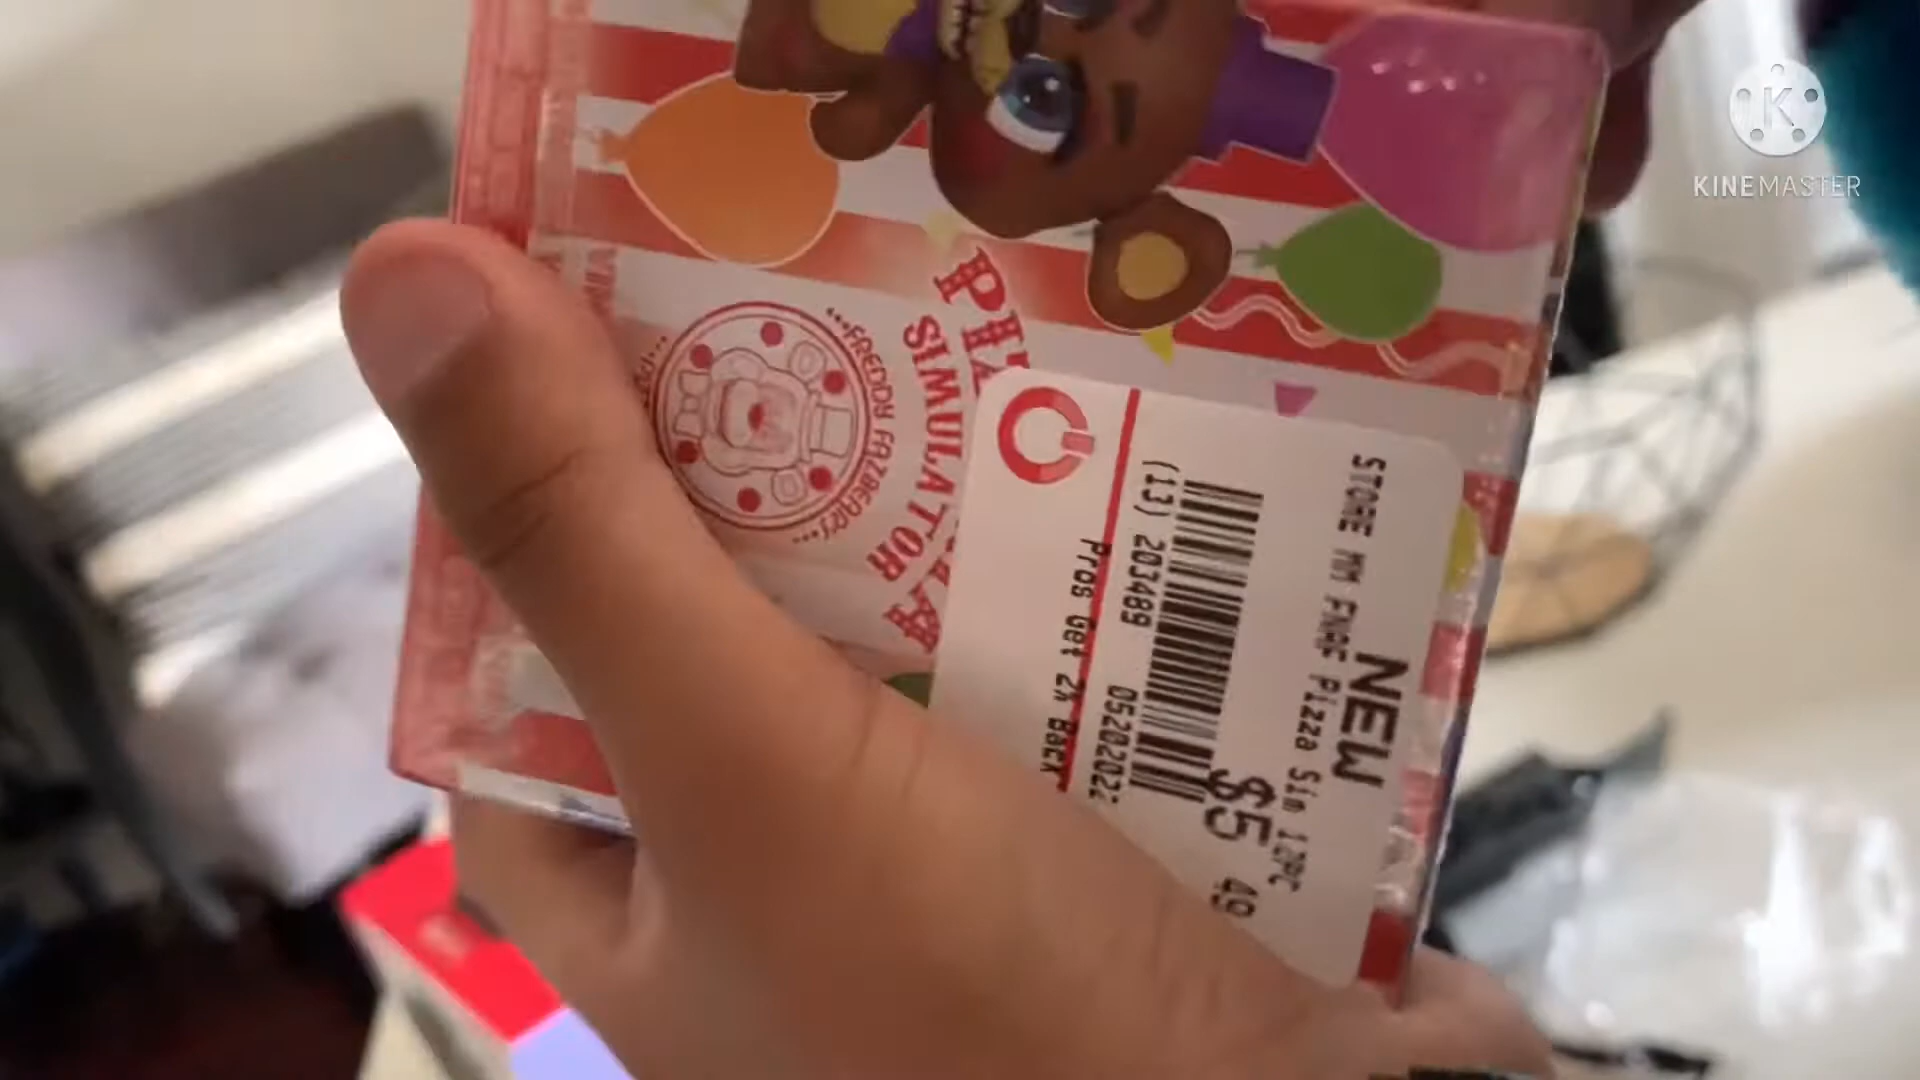 KINEMASTER
SIMULATOR
FREDDY FAZBEAR'S
NEW
STORE MM FNAF Pizza Sim 12PC
$5 49
(13) 203489 05202022
Pros Get 2X Back